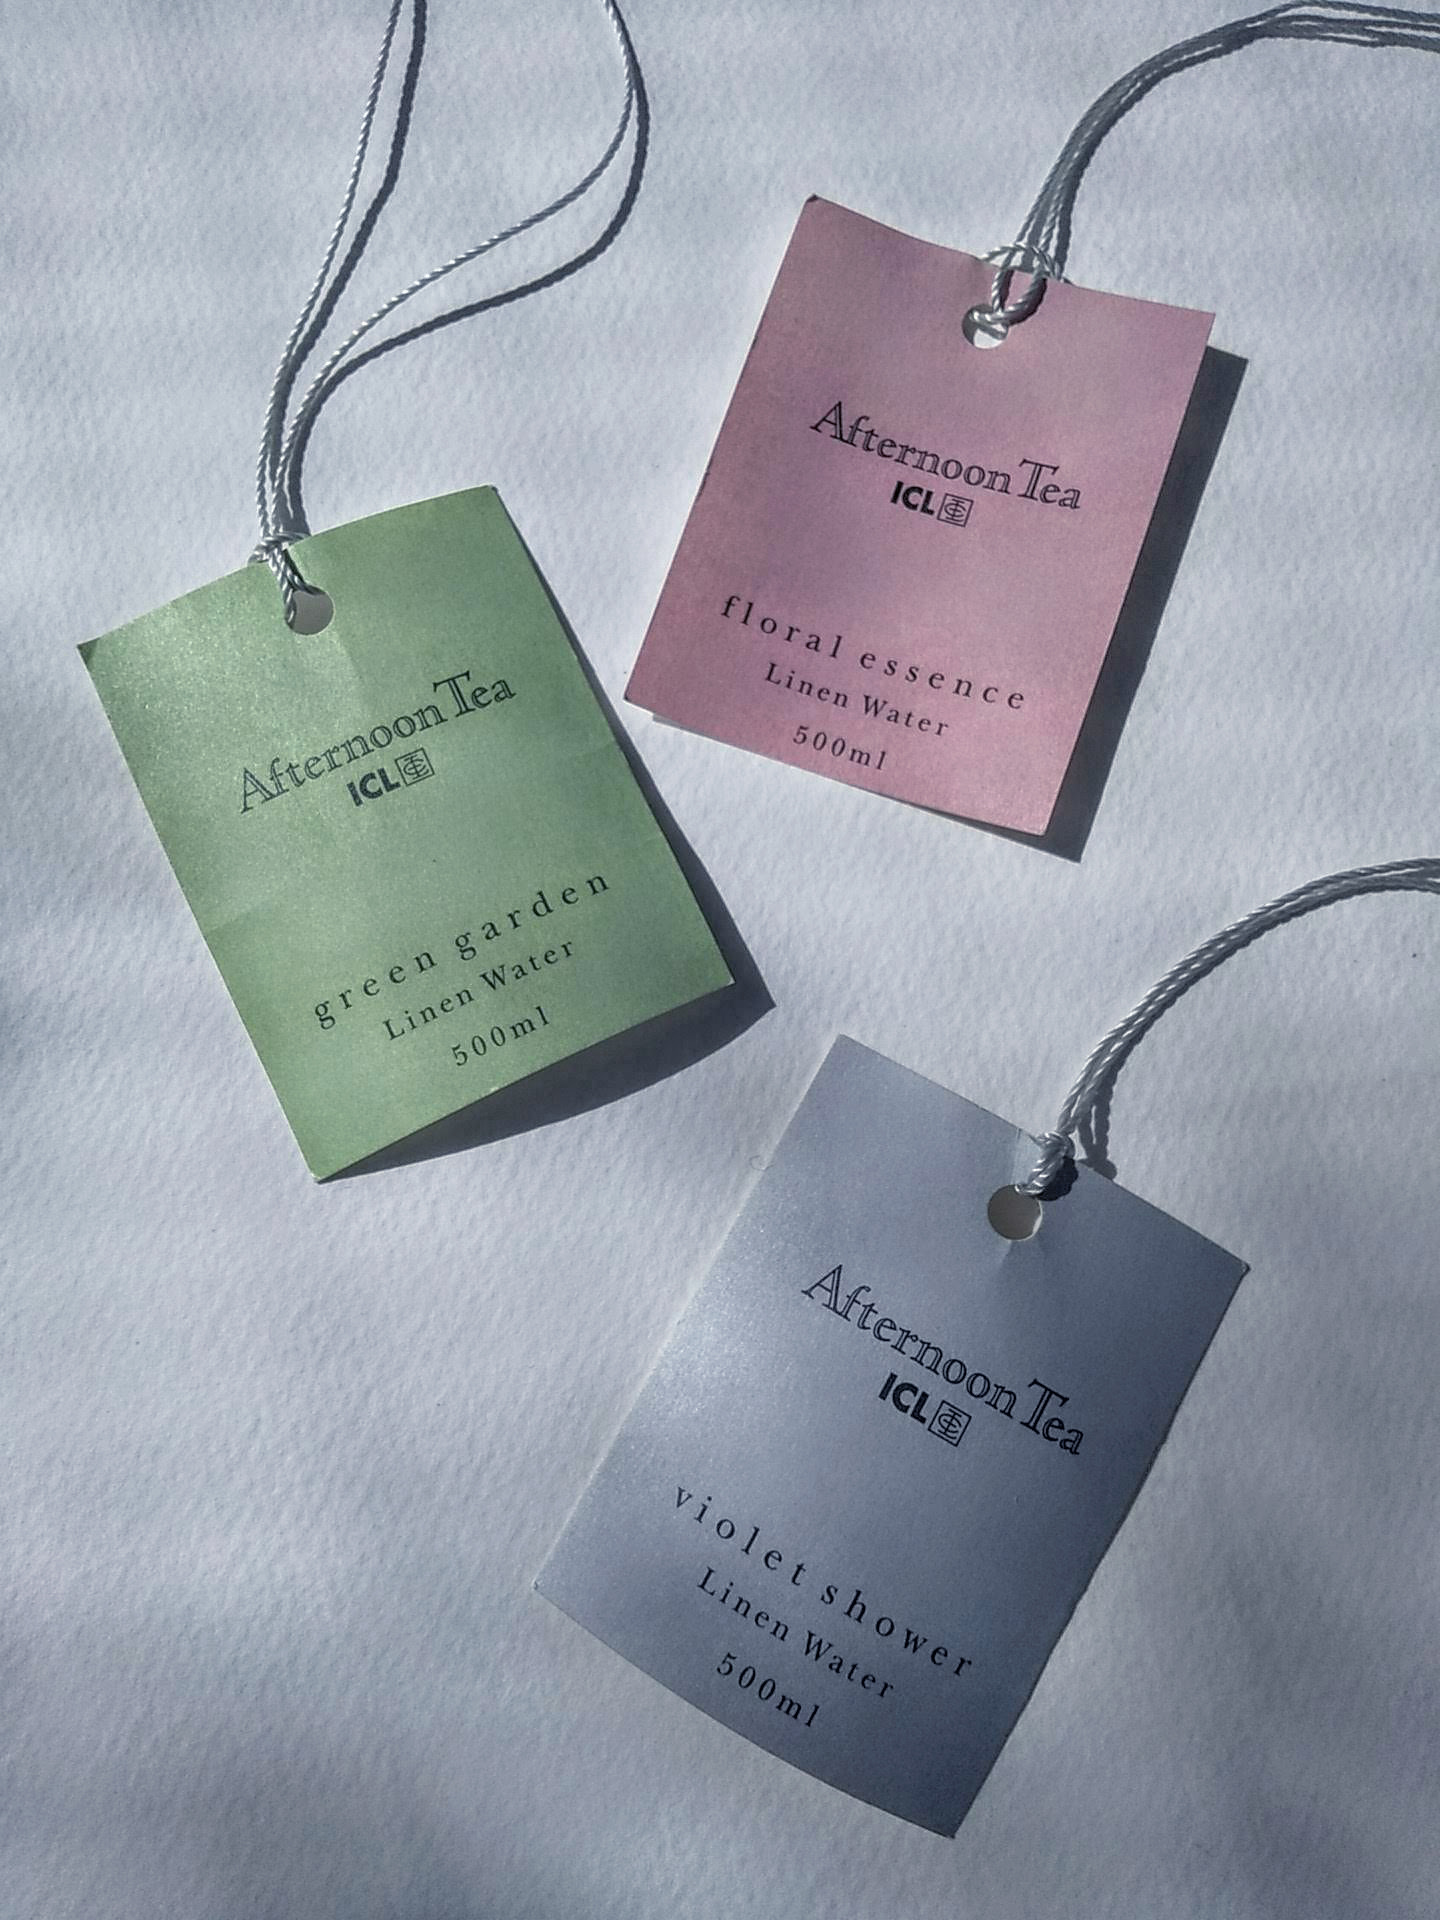 Afternoon Tea
ICL
floral essence
Linen Water
500ml
Afternoon Tea
ICL
green garden
Linen Water
500ml
Afternoon Tea
ICL
violet shower
Linen Water
500ml